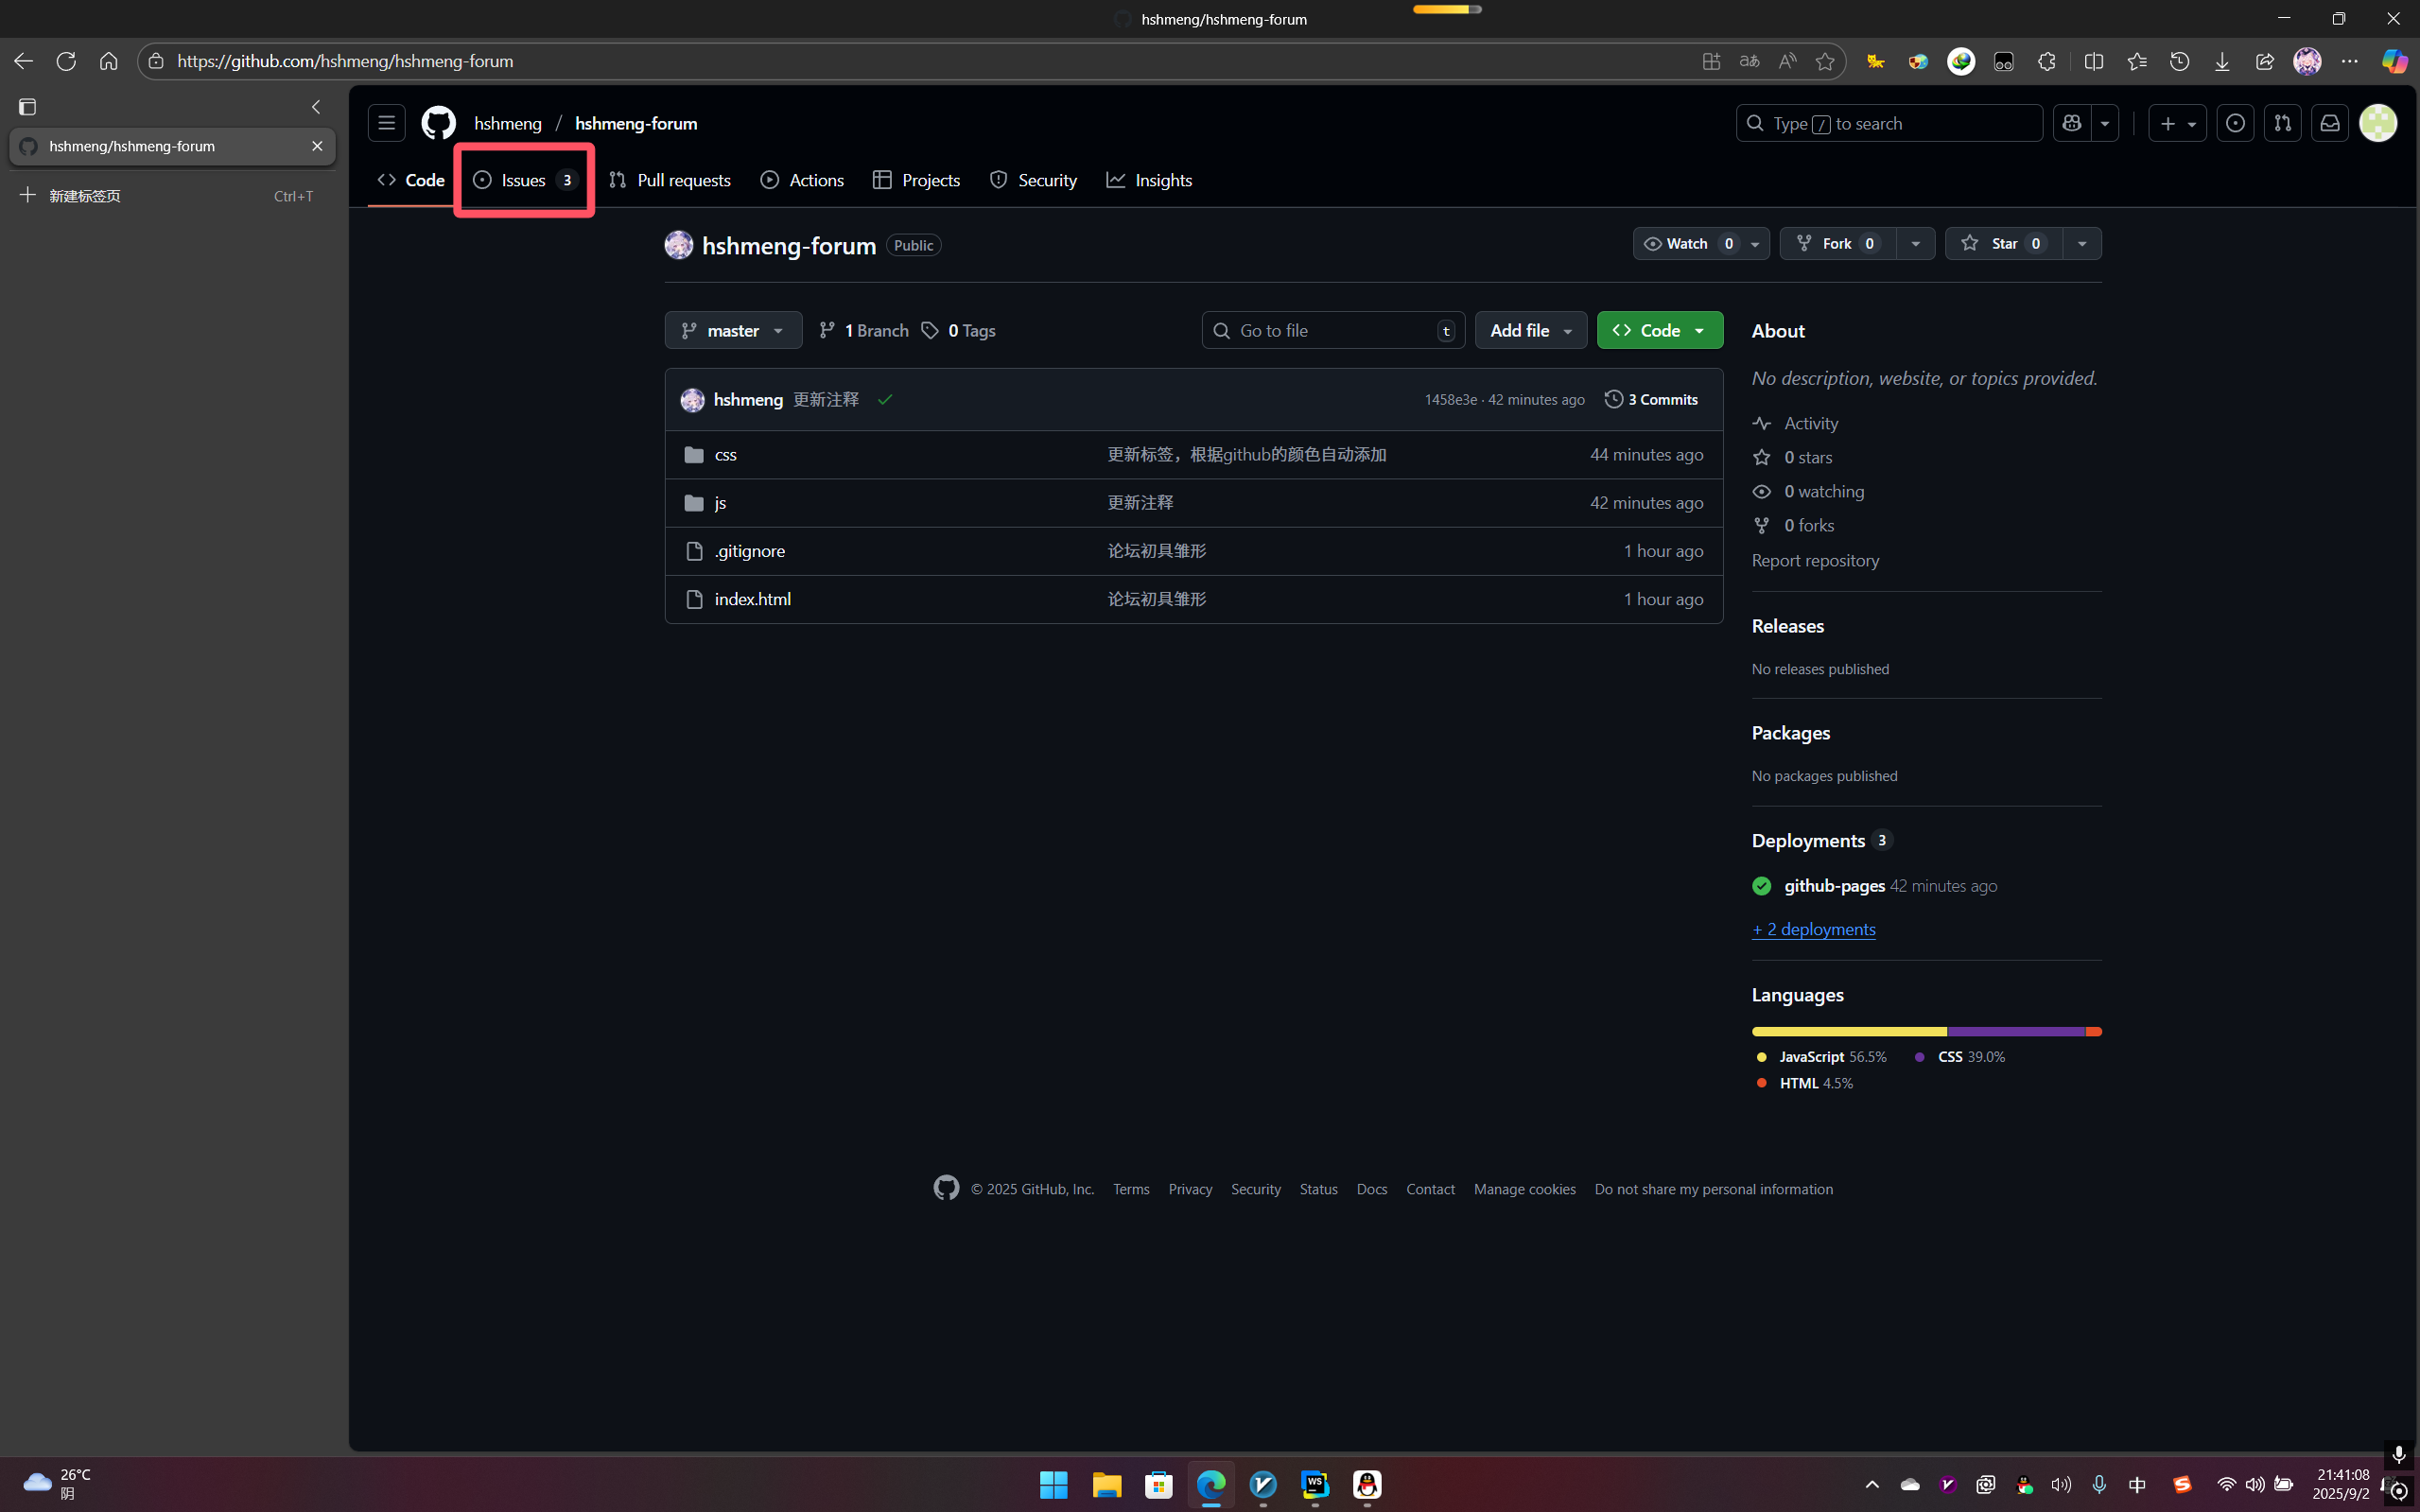 hshmeng/hshmeng-forum
https://github.com/hshmeng/hshmeng-forum
hshmeng/hshmeng-forum
新建标签页 Ctrl+T
hshmeng / hshmeng-forum
Type / to search
Code
Issues 3
Pull requests
Actions
Projects
Security
Insights
hshmeng-forum Public
Watch 0
Fork 0
Star 0
master
1 Branch
0 Tags
Go to file t
Add file
Code
hshmeng 更新注释 1458e3e · 42 minutes ago 3 Commits
css 更新标签，根据github的颜色自动添加 44 minutes ago
js 更新注释 42 minutes ago
.gitignore 论坛初具雏形 1 hour ago
index.html 论坛初具雏形 1 hour ago
About
No description, website, or topics provided.
Activity
0 stars
0 watching
0 forks
Report repository
Releases
No releases published
Packages
No packages published
Deployments 3
github-pages 42 minutes ago
+ 2 deployments
Languages
JavaScript 56.5% CSS 39.0%
HTML 4.5%
© 2025 GitHub, Inc. Terms Privacy Security Status Docs Contact Manage cookies Do not share my personal information
26°C
阴
WS
中
21:41:08
2025/9/2